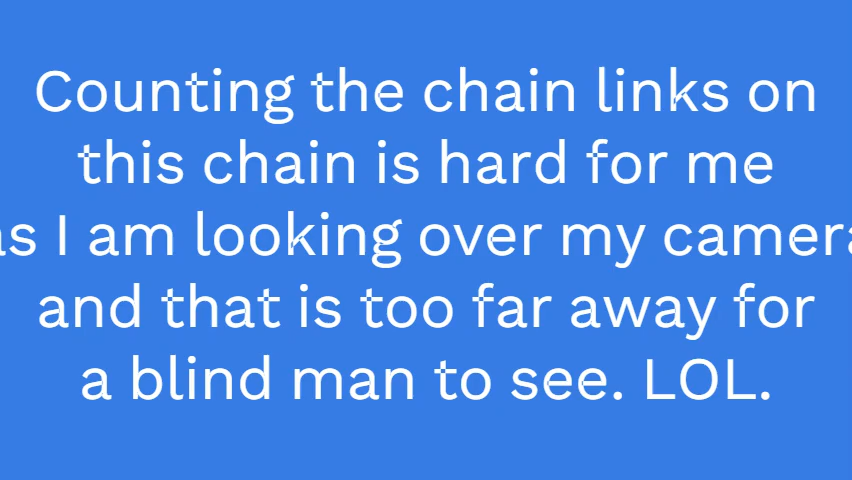 Counting the chain links on
this chain is hard for me
as I am looking over my camera
and that is too far away for
a blind man to see. LOL.